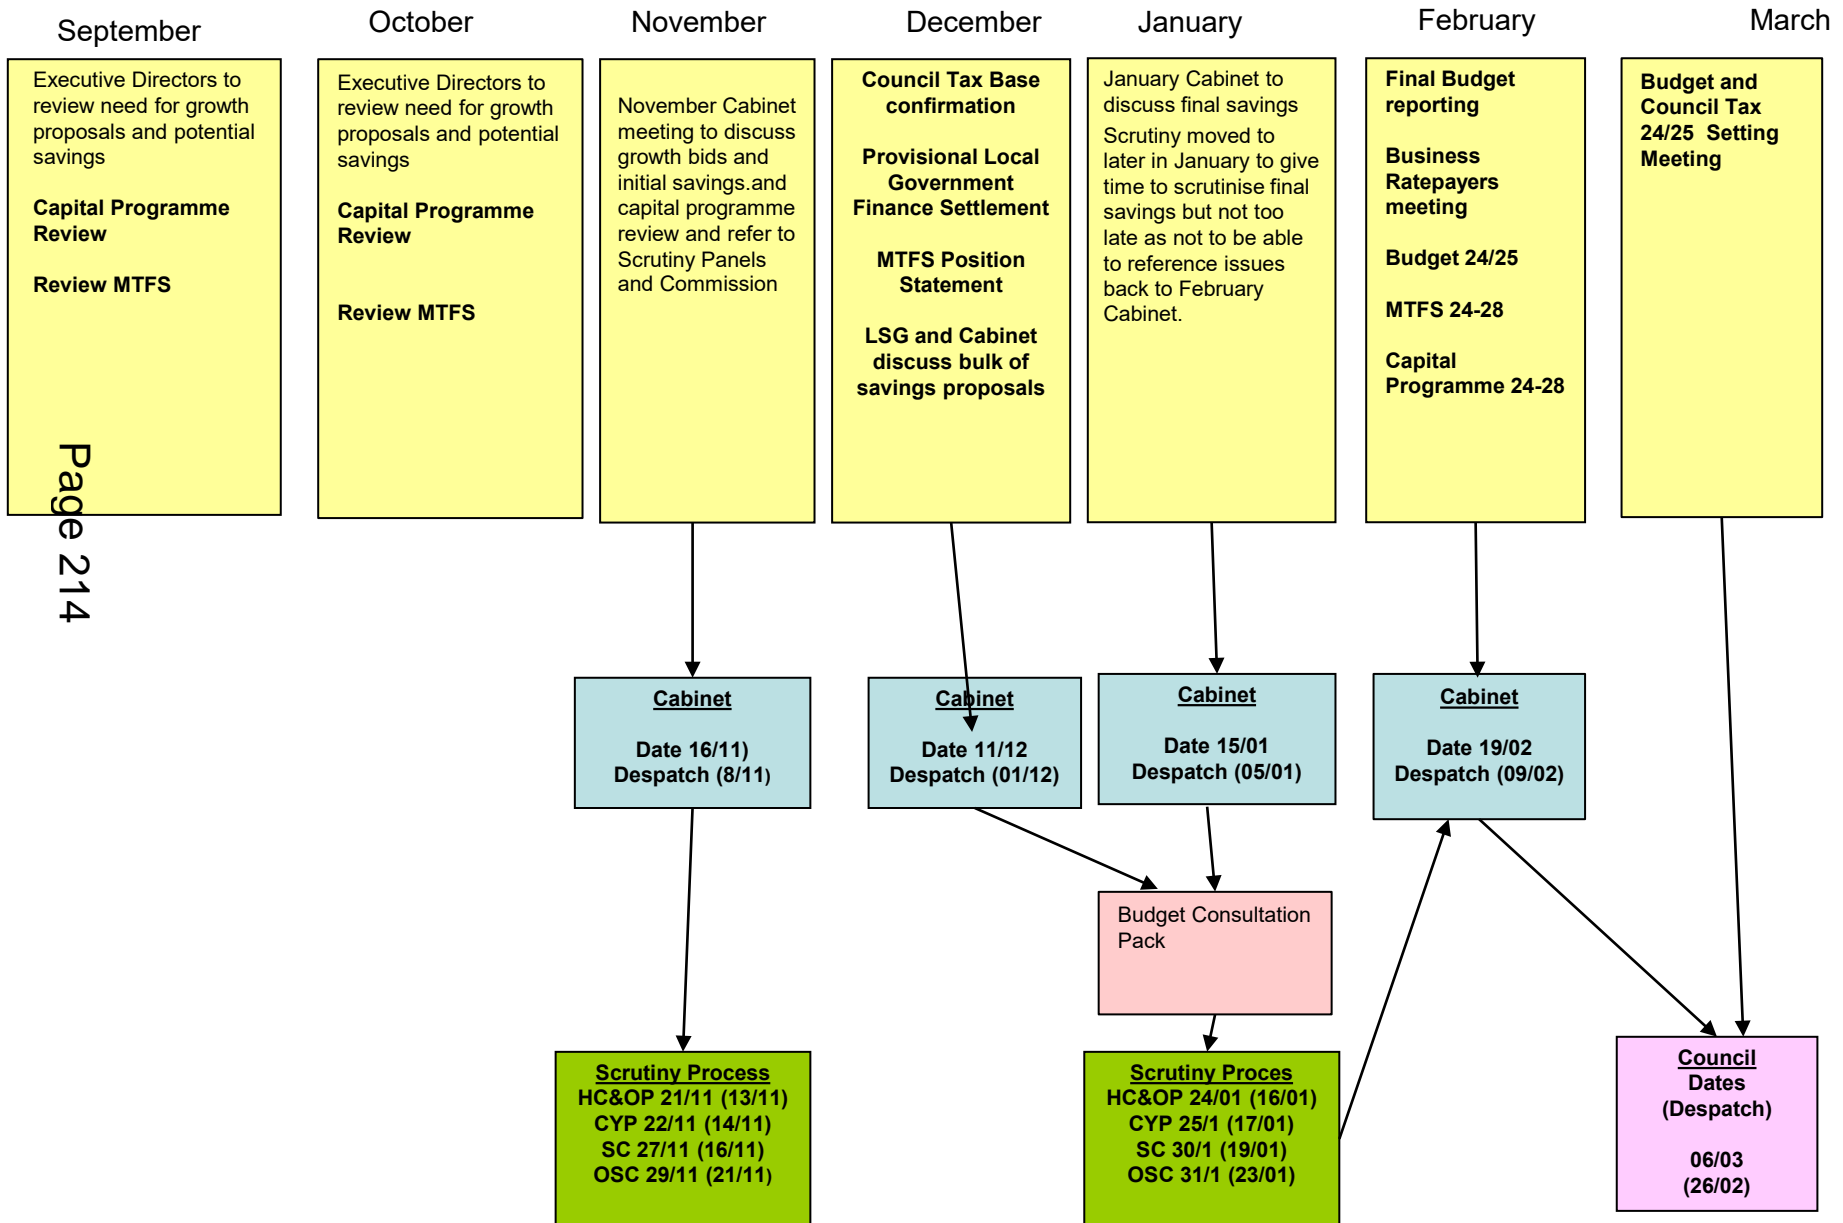 September
October
November
December
January
February
March
Executive Directors to
review need for growth
proposals and potential
savings
Capital Programme
Review
Review MTFS
Executive Directors to
review need for growth
proposals and potential
savings
Capital Programme
Review
Review MTFS
November Cabinet
meeting to discuss
growth bids and
initial savings.and
capital programme
review and refer to
Scrutiny Panels
and Commission
Council Tax Base
confirmation
Provisional Local
Government
Finance Settlement
MTFS Position
Statement
LSG and Cabinet
discuss bulk of
savings proposals
January Cabinet to
discuss final savings
Scrutiny moved to
later in January to give
time to scrutinise final
savings but not too
late as not to be able
to reference issues
back to February
Cabinet.
Final Budget
reporting
Business
Ratepayers
meeting
Budget 24/25
MTFS 24-28
Capital
Programme 24-28
Budget and
Council Tax
24/25 Setting
Meeting
Page 214
Cabinet
Date 16/11)
Despatch (8/11)
Cabinet
Date 11/12
Despatch (01/12)
Cabinet
Date 15/01
Despatch (05/01)
Cabinet
Date 19/02
Despatch (09/02)
Budget Consultation
Pack
Scrutiny Process
HC&OP 21/11 (13/11)
CYP 22/11 (14/11)
SC 27/11 (16/11)
OSC 29/11 (21/11)
Scrutiny Proces
HC&OP 24/01 (16/01)
CYP 25/1 (17/01)
SC 30/1 (19/01)
OSC 31/1 (23/01)
Council
Dates
(Despatch)
06/03
(26/02)